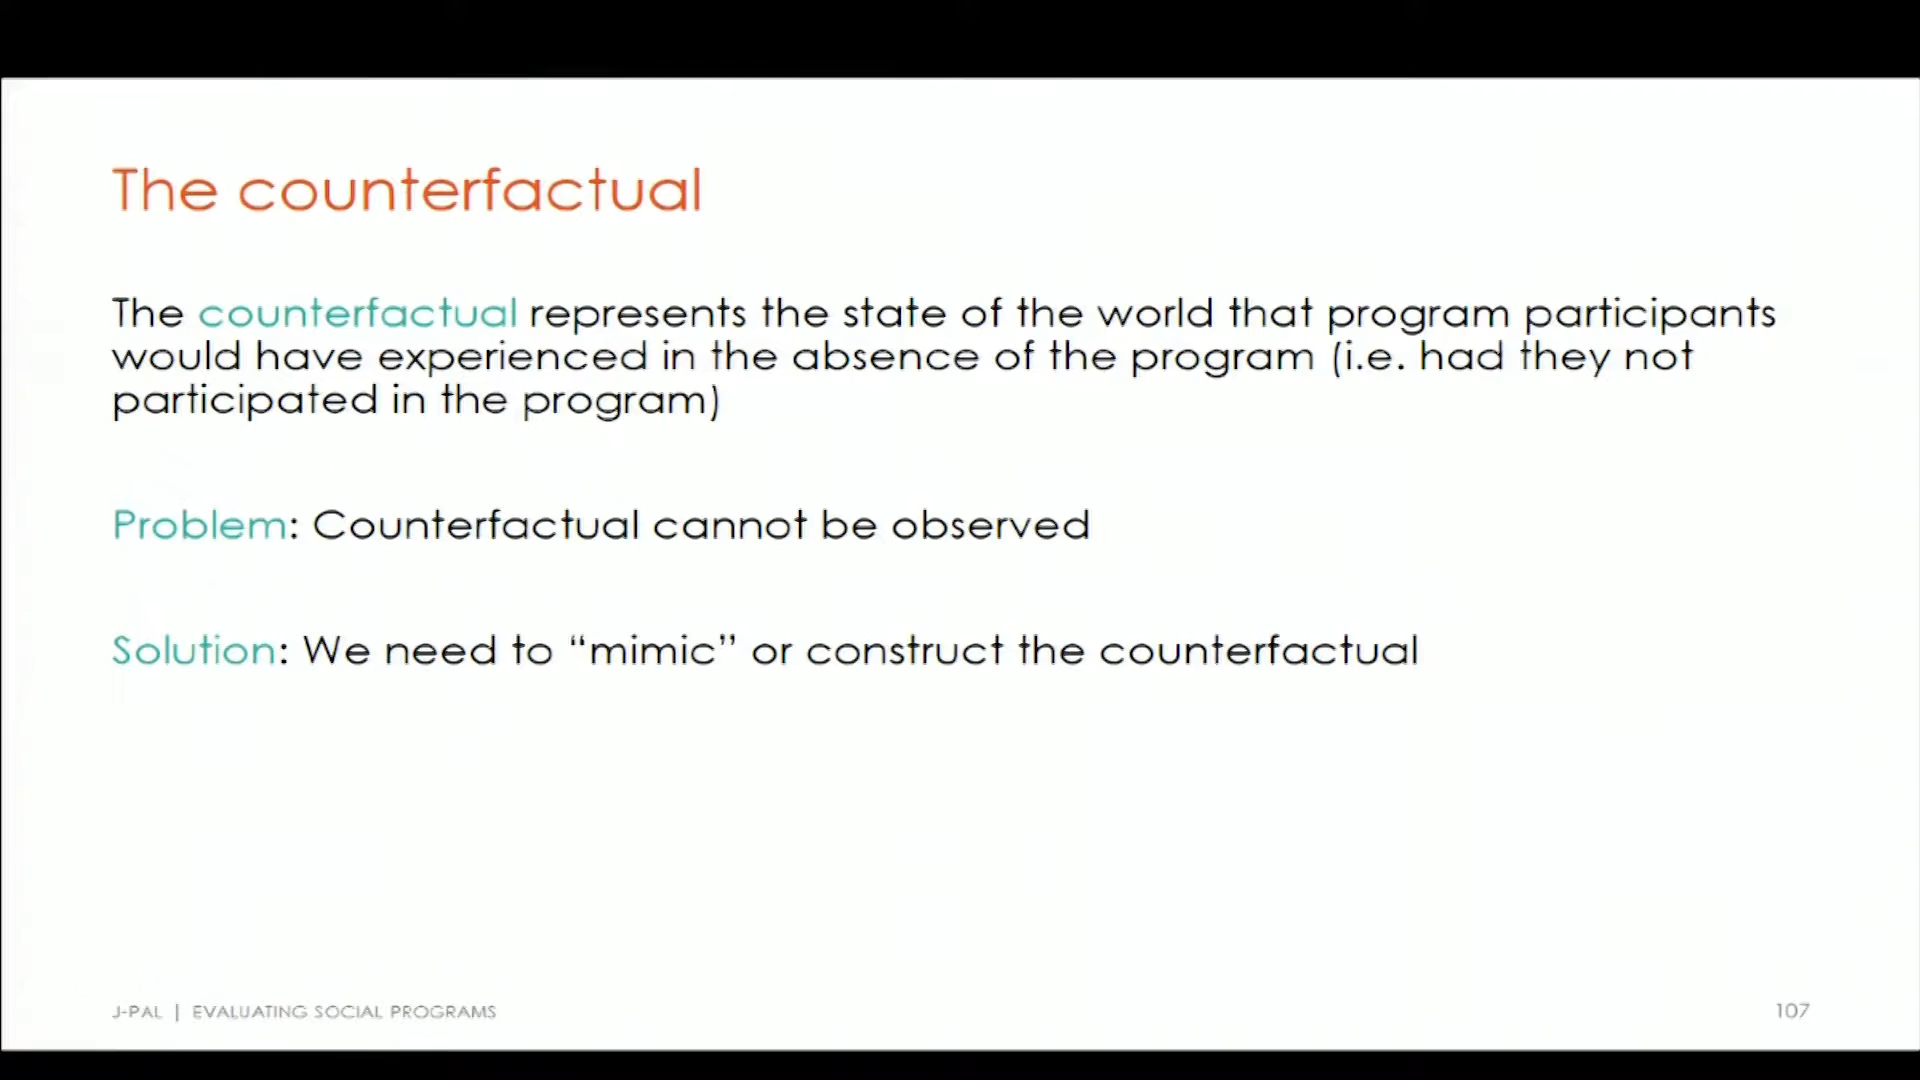 The counterfactual
The counterfactual represents the state of the world that program participants
would have experienced in the absence of the program (i.e. had they not
participated in the program)
Problem: Counterfactual cannot be observed
Solution: We need to “mimic” or construct the counterfactual
J-PAL | EVALUATING SOCIAL PROGRAMS
107